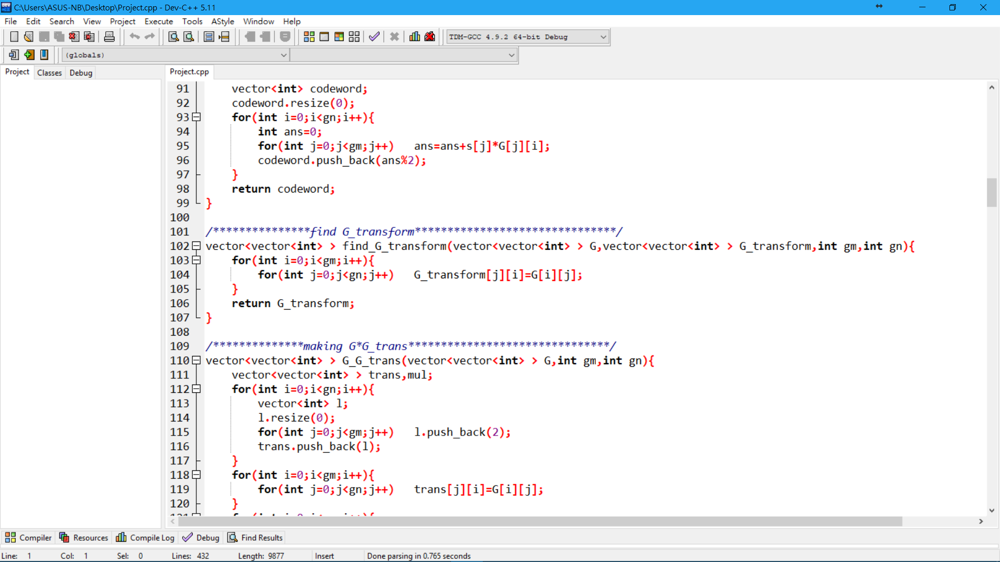 C:\Users\ASUS-NB\Desktop\Project.cpp - Dev-C++ 5.11
File Edit Search View Project Execute Tools AStyle Window Help
TDM-GCC 4.9.2 64-bit Debug
(globals)
Project Classes Debug
Project.cpp
91 vector<int> codeword;
92 codeword.resize(0);
93 for(int i=0;i<gn;i++){
94 int ans=0;
95 for(int j=0;j<gm;j++) ans=ans+s[j]*G[j][i];
96 codeword.push_back(ans%2);
97 }
98 return codeword;
99 }
100
101 /***************find G_transform*******************************/
102 vector<vector<int> > find_G_transform(vector<vector<int> > G,vector<vector<int> > G_transform,int gm,int gn){
103 for(int i=0;i<gm;i++){
104 for(int j=0;j<gn;j++) G_transform[j][i]=G[i][j];
105 }
106 return G_transform;
107 }
108
109 /**************making G*G_trans*******************************/
110 vector<vector<int> > G_G_trans(vector<vector<int> > G,int gm,int gn){
111 vector<vector<int> > trans,mul;
112 for(int i=0;i<gn;i++){
113 vector<int> l;
114 l.resize(0);
115 for(int j=0;j<gm;j++) l.push_back(2);
116 trans.push_back(l);
117 }
118 for(int i=0;i<gm;i++){
119 for(int j=0;j<gn;j++) trans[j][i]=G[i][j];
120 }
Compiler Resources Compile Log Debug Find Results
Line: 1 Col: 1 Sel: 0 Lines: 432 Length: 9877 Insert Done parsing in 0.765 seconds